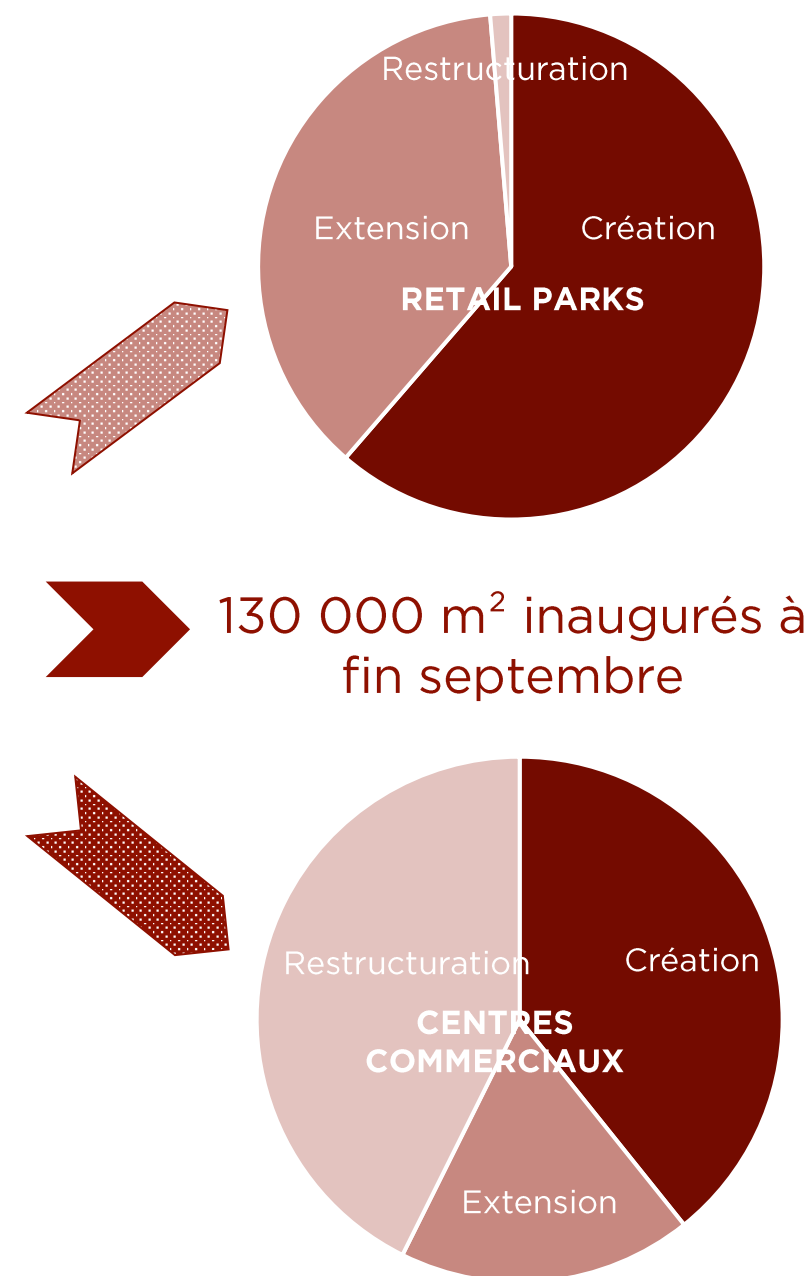 Restructuration
Extension
Création
RETAIL PARKS
130 000 m² inaugurés à
fin septembre
Restructuration
Création
CENTRES
COMMERCIAUX
Extension